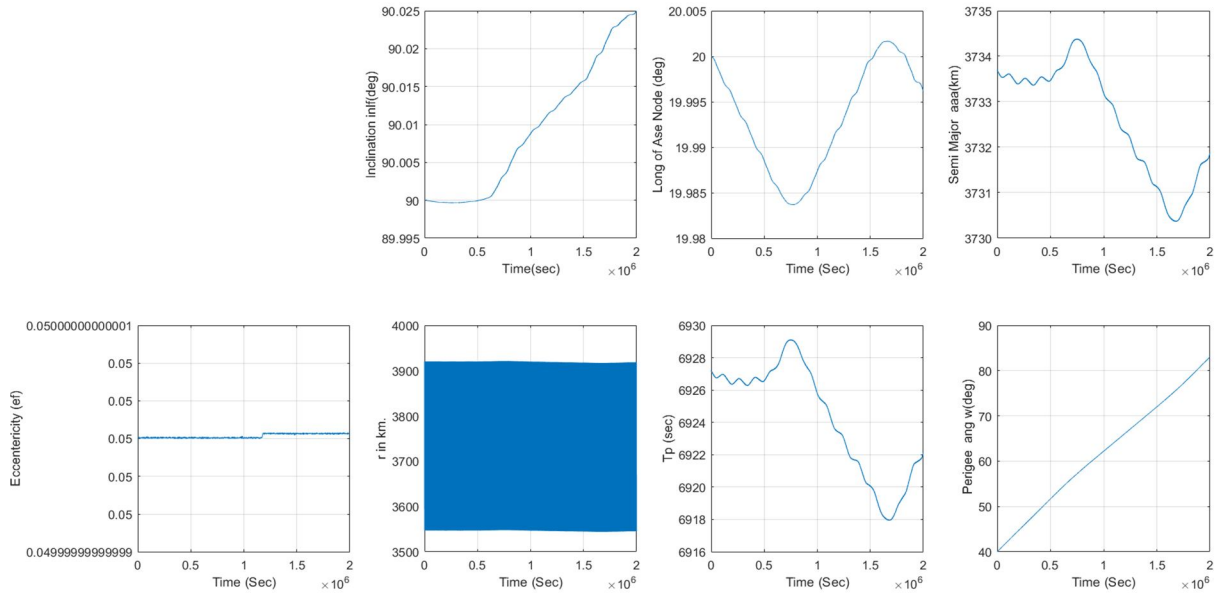 90.025
90.02
90.015
90.01
90.005
90
89.995
Inclination inlf(deg)
0 0.5 1 1.5 2
Time(sec)
×10^6
20.005
20
19.995
19.99
19.985
19.98
Long of Ase Node (deg)
0 0.5 1 1.5 2
Time (Sec)
×10^6
3735
3734
3733
3732
3731
3730
Semi Major aaa(km)
0 0.5 1 1.5 2
Time (Sec)
×10^6
0.05000000000001
0.05
0.05
0.05
0.05
0.05
0.04999999999999
Eccentericity (ef)
0 0.5 1 1.5 2
Time (Sec)
×10^6
4000
3900
3800
3700
3600
3500
r in km.
0 0.5 1 1.5 2
Time (Sec)
×10^6
6930
6928
6926
6924
6922
6920
6918
6916
Tp (sec)
0 0.5 1 1.5 2
Time (Sec)
×10^6
90
80
70
60
50
40
Perigee ang w(deg)
0 0.5 1 1.5 2
Time (Sec)
×10^6